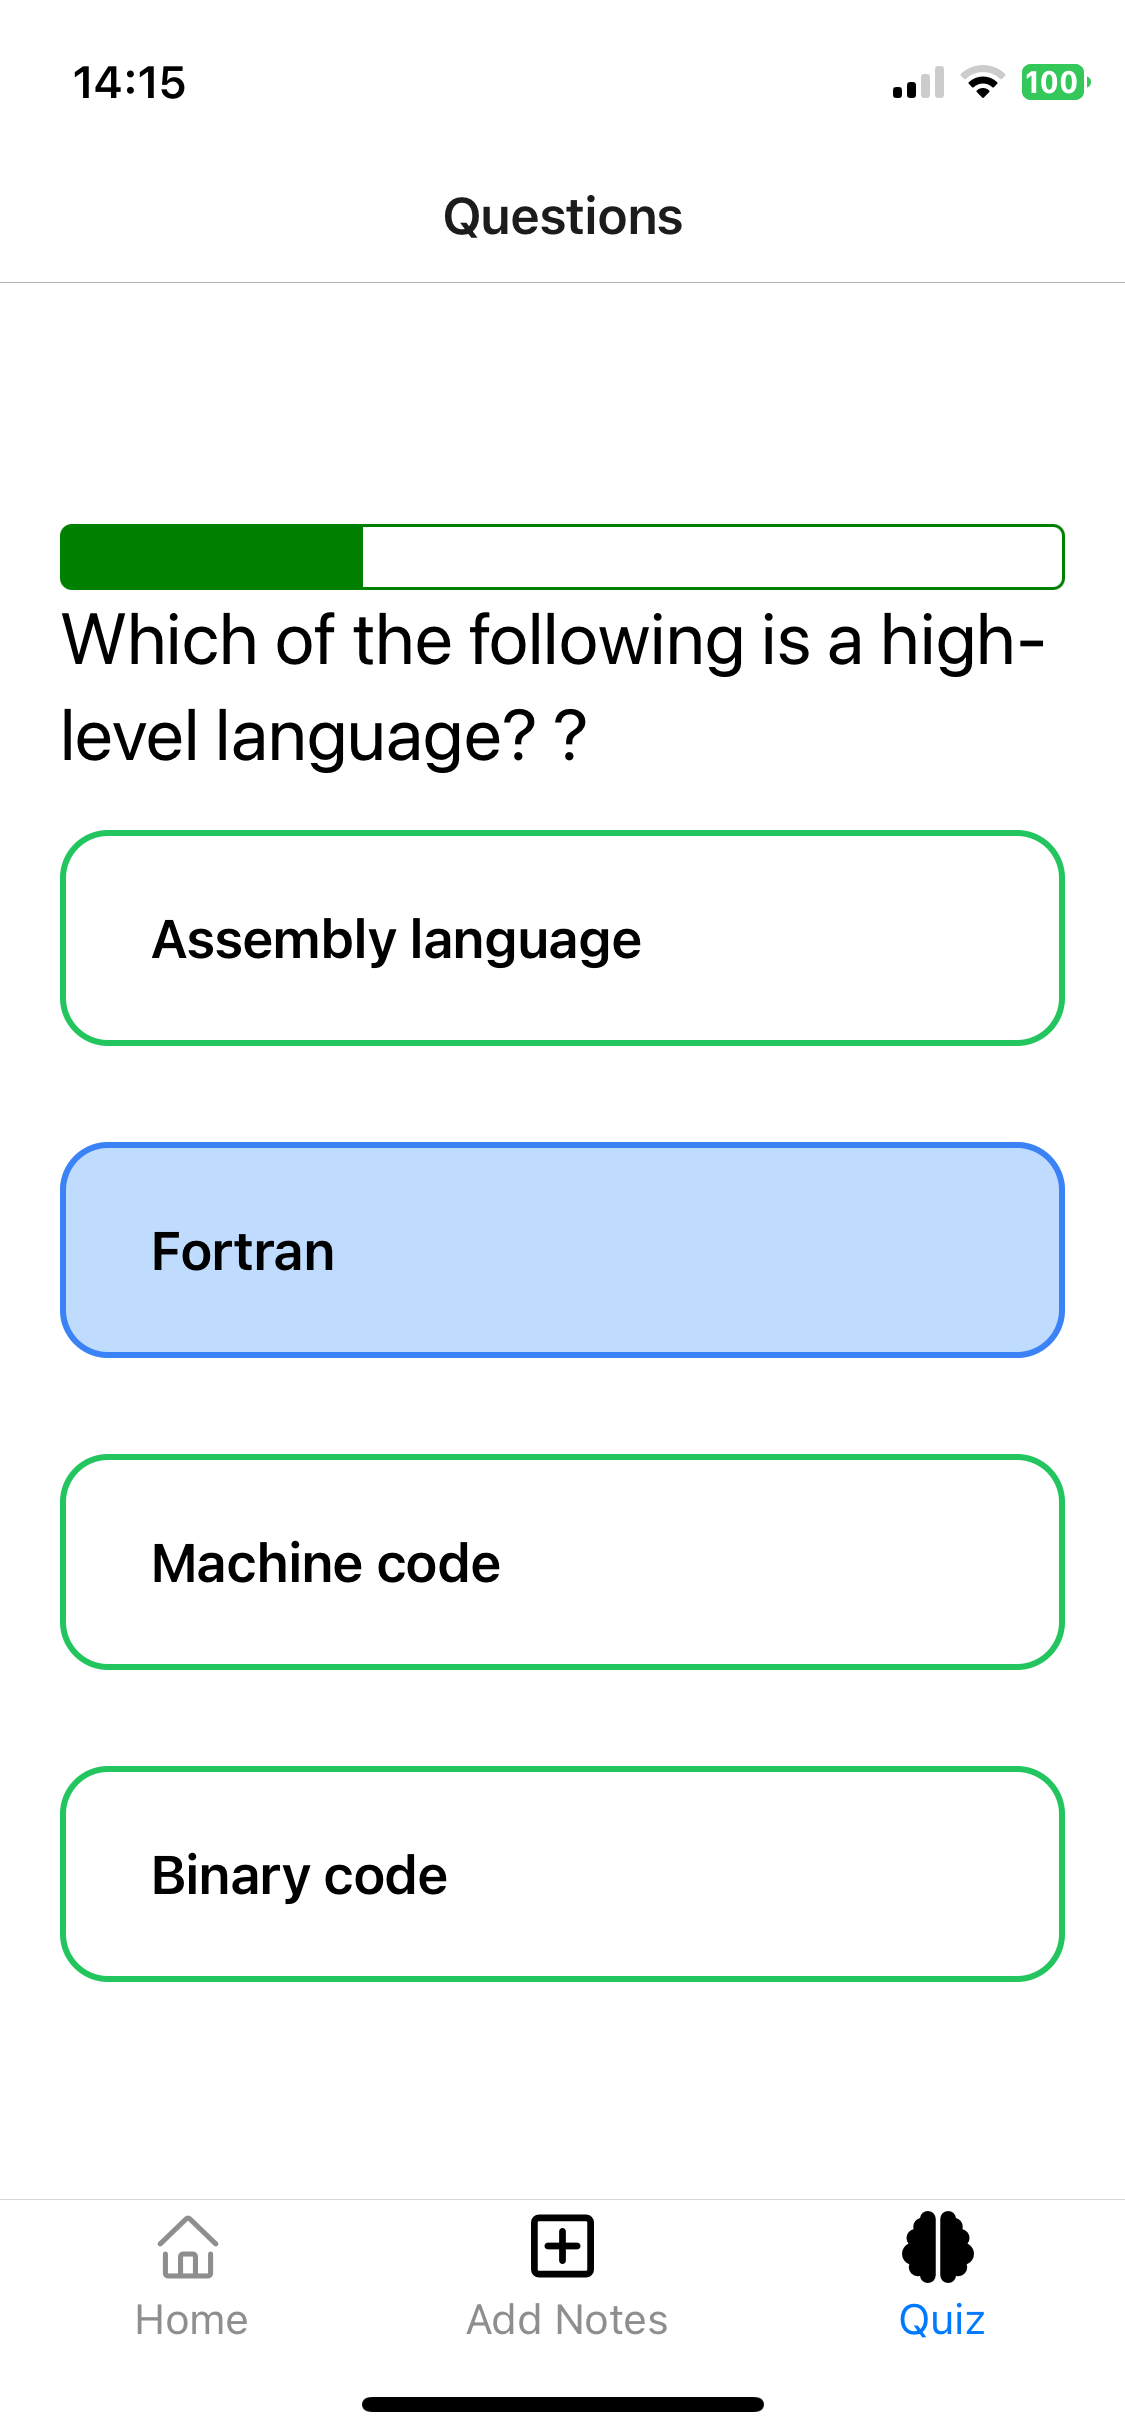 14:15
100
Questions
Which of the following is a high-
level language? ?
Assembly language
Fortran
Machine code
Binary code
Home
Add Notes
Quiz